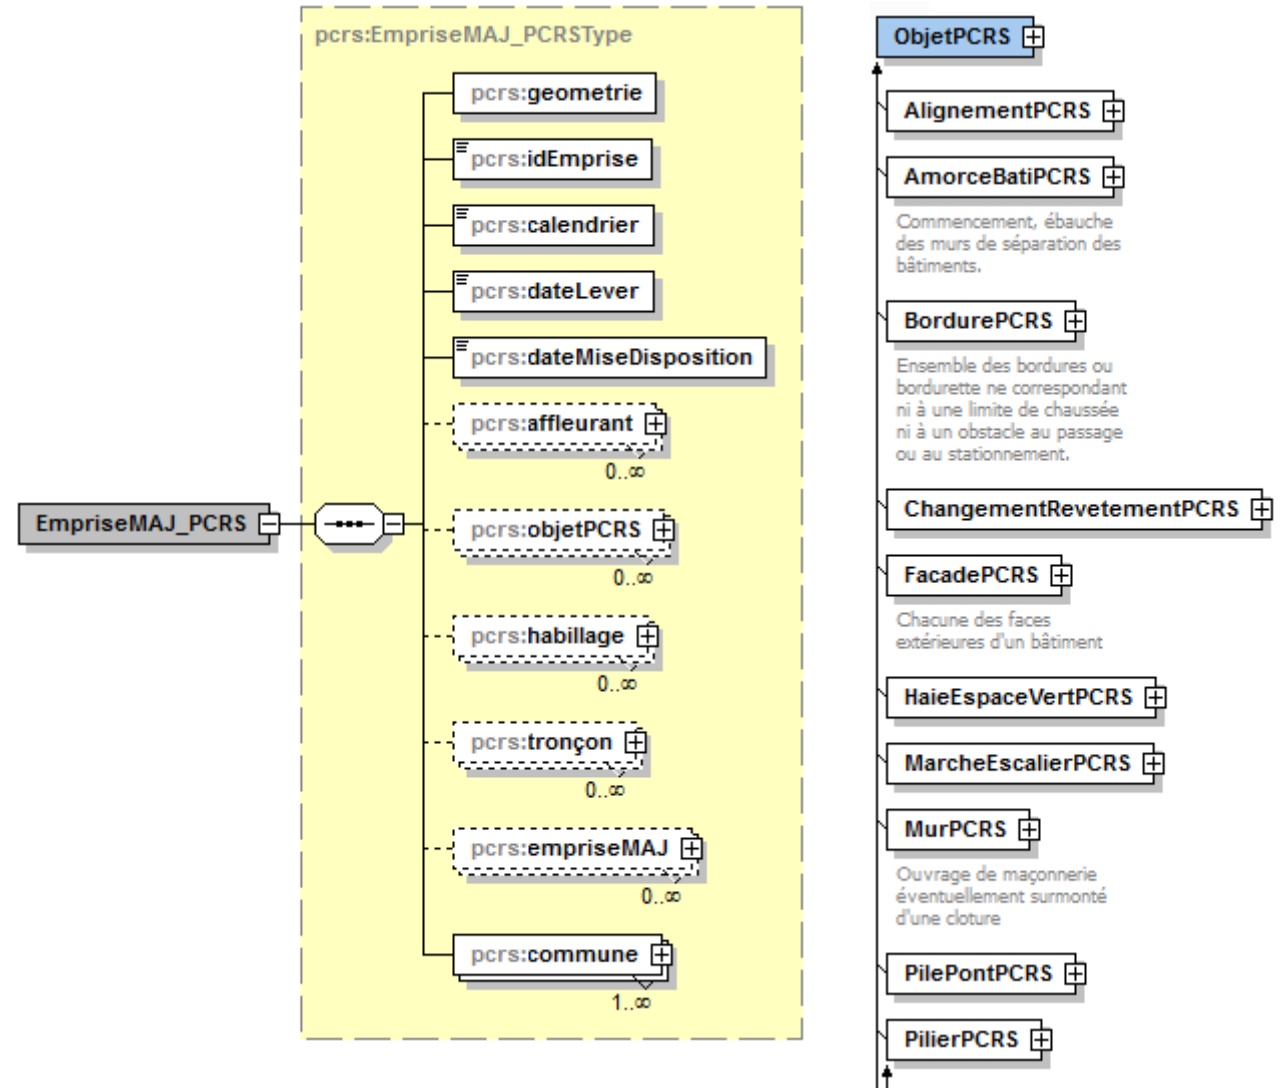 pcrs:EmpriseMAJ_PCRSType
pcrs:geometrie
pcrs:idEmprise
pcrs:calendrier
pcrs:dateLever
pcrs:dateMiseDisposition
pcrs:affleurant
0..∞
EmpriseMAJ_PCRS
pcrs:objetPCRS
0..∞
pcrs:habillage
0..∞
pcrs:tronçon
0..∞
pcrs:empriseMAJ
0..∞
pcrs:commune
1..∞
ObjetPCRS
AlignementPCRS
AmorceBatiPCRS
Commencement, ébauche
des murs de séparation des
bâtiments.
BordurePCRS
Ensemble des bordures ou
bordurette ne correspondant
ni à une limite de chaussée
ni à un obstacle au passage
ou au stationnement.
ChangementRevetementPCRS
FacadePCRS
Chacune des faces
extérieures d'un bâtiment
HaieEspaceVertPCRS
MarcheEscalierPCRS
MurPCRS
Ouvrage de maçonnerie
éventuellement surmonté
d'une cloture
PilePontPCRS
PilierPCRS